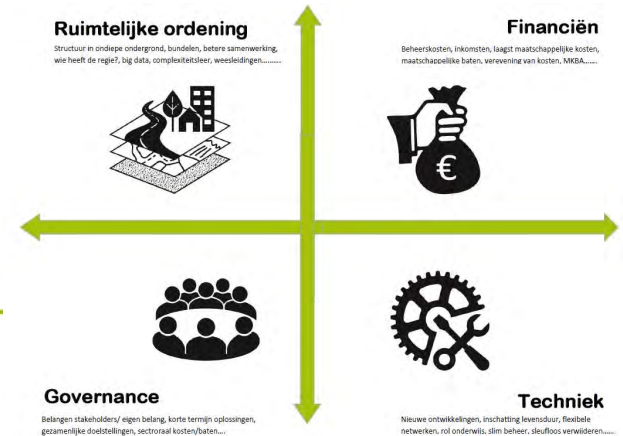 Ruimtelijke ordening
Structuur in ondiepe ondergrond, bundelen, betere samenwerking,
wie heeft de regie?, big data, complexiteitsleer, weesleidingen..........
Financiën
Beheerskosten, inkomsten, laagst maatschappelijke kosten,
maatschappelijke baten, verevening van kosten, MKBA.......
€
Governance
Belangen stakeholders/ eigen belang, korte termijn oplossingen,
gezamenlijke doelstellingen, sectroraal kosten/baten....
Techniek
Nieuwe ontwikkelingen, inschatting levensduur, flexibele
netwerken, rol onderwijs, slim beheer, sleufloos verwijderen......